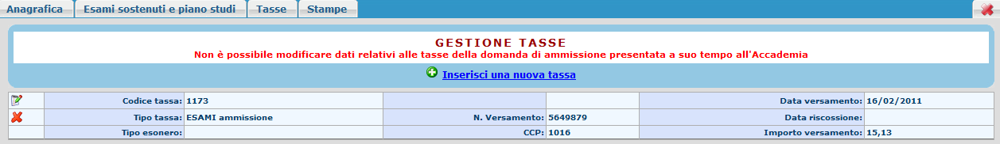 Anagrafica Esami sostenuti e piano studi Tasse Stampe
GESTIONE TASSE
Non è possibile modificare dati relativi alle tasse della domanda di ammissione presentata a suo tempo all'Accademia
Inserisci una nuova tassa
Codice tassa: 1173 Data versamento: 16/02/2011
Tipo tassa: ESAMI ammissione N. Versamento: 5649879 Data riscossione:
Tipo esonero: CCP: 1016 Importo versamento: 15,13